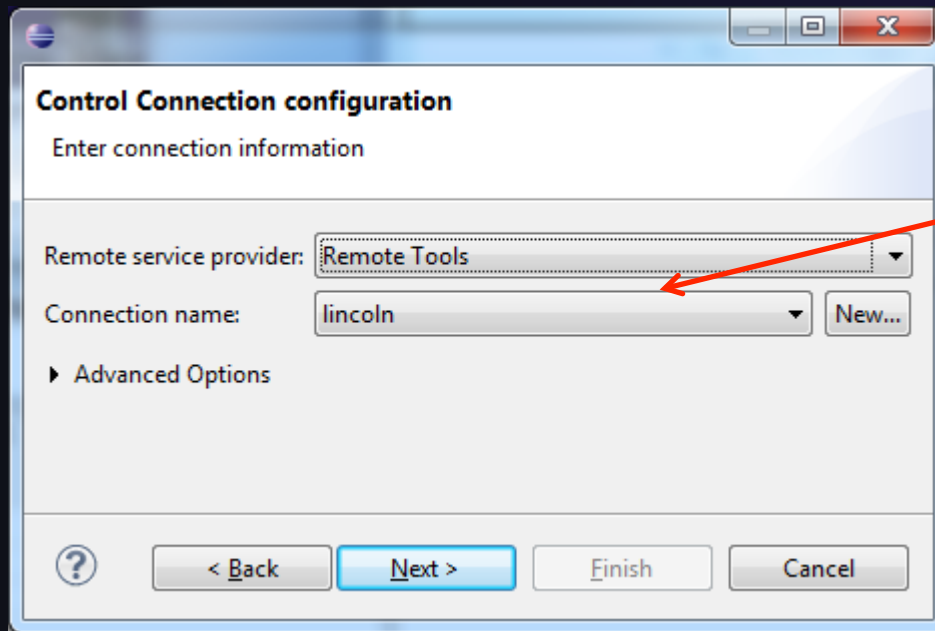 Control Connection configuration
Enter connection information
Remote service provider: Remote Tools
Connection name: lincoln New...
Advanced Options
? < Back Next > Finish Cancel